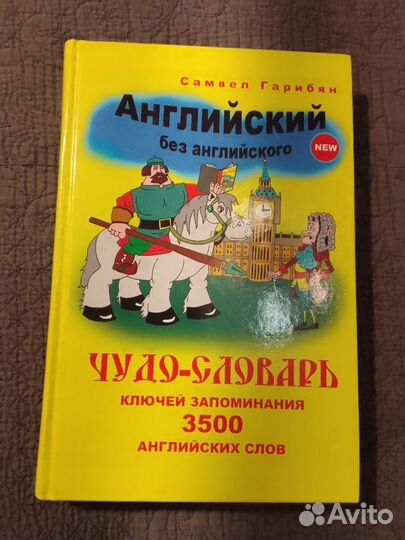 Самвел Гарибян
Английский
без английского
NEW
ЧУДО-СЛОВАРЬ
КЛЮЧЕЙ ЗАПОМИНАНИЯ
3500
АНГЛИЙСКИХ СЛОВ
Avito